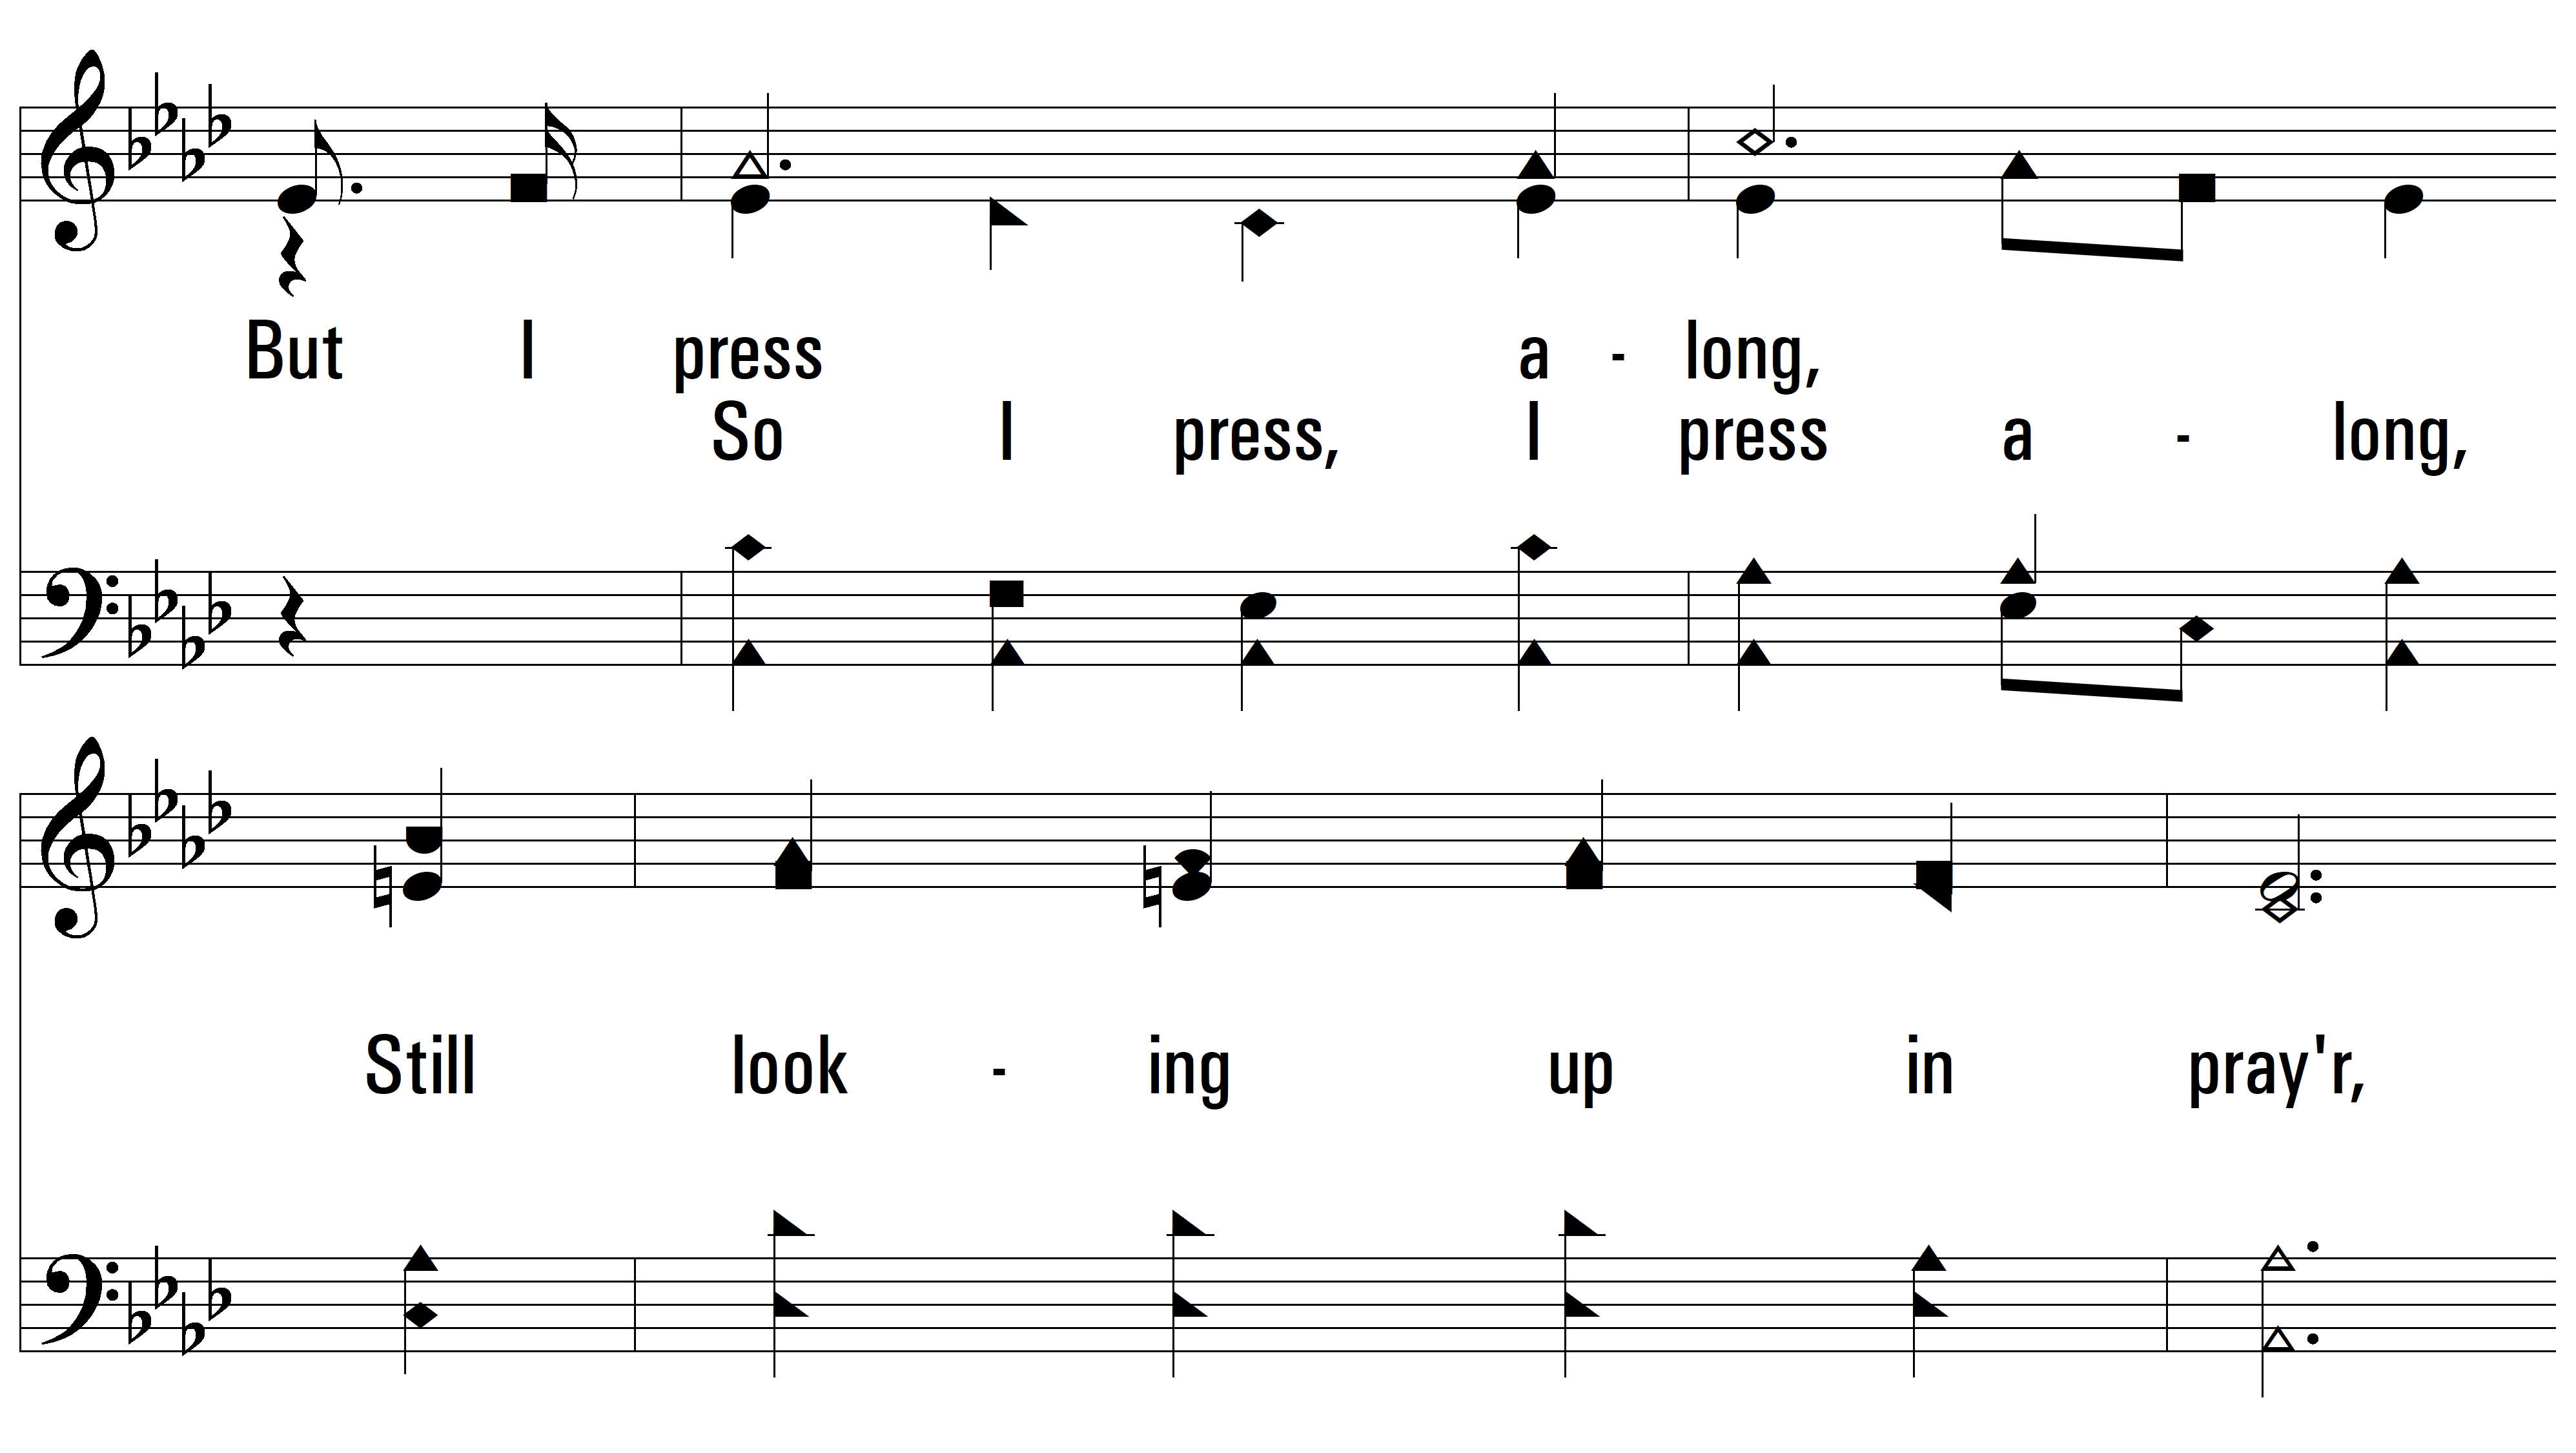 But I press a - long,
So I press, I press a - long,
Still look - ing up in pray'r,